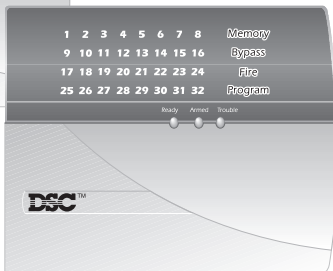 1 2 3 4 5 6 7 8 Memory
9 10 11 12 13 14 15 16 Bypass
17 18 19 20 21 22 23 24 Fire
25 26 27 28 29 30 31 32 Program
Ready Armed Trouble
DSC™